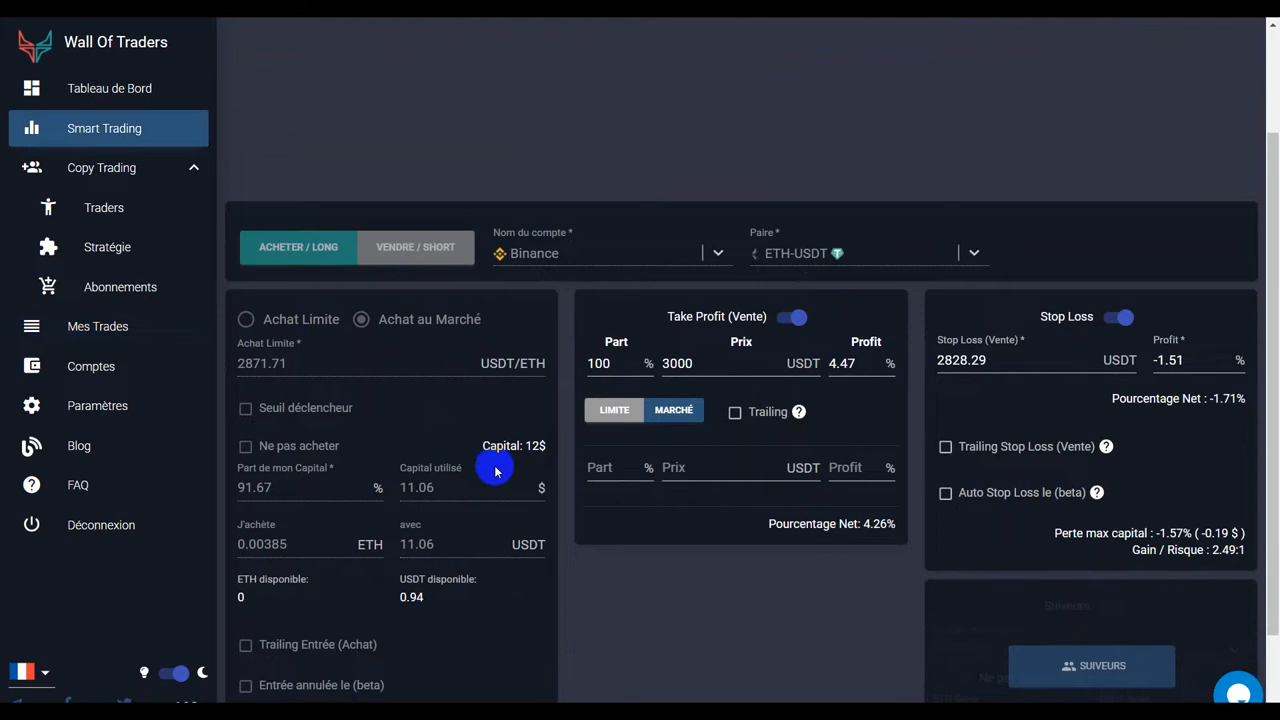 Wall Of Traders
Tableau de Bord
Smart Trading
Copy Trading
Traders
Stratégie
Abonnements
Mes Trades
Comptes
Paramètres
Blog
FAQ
Déconnexion
ACHETER / LONG
VENDRE / SHORT
Nom du compte *
Binance
Paire *
ETH-USDT
Achat Limite
Achat au Marché
Achat Limite *
2871.71 USDT/ETH
Seuil déclencheur
Ne pas acheter
Capital: 12$
Part de mon Capital *
Capital utilisé
91.67 %
11.06 $
J'achète
avec
0.00385 ETH
11.06 USDT
ETH disponible:
USDT disponible:
0
0.94
Trailing Entrée (Achat)
Entrée annulée le (beta)
Take Profit (Vente)
Part Prix Profit
100 % 3000 USDT 4.47 %
LIMITE MARCHÉ
Trailing ?
Part % Prix USDT Profit %
Pourcentage Net: 4.26%
Stop Loss
Stop Loss (Vente) *
Profit *
2828.29 USDT
-1.51 %
Pourcentage Net : -1.71%
Trailing Stop Loss (Vente) ?
Auto Stop Loss le (beta) ?
Perte max capital : -1.57% ( -0.19 $ )
Gain / Risque : 2.49:1
Suiveurs
SUIVEURS